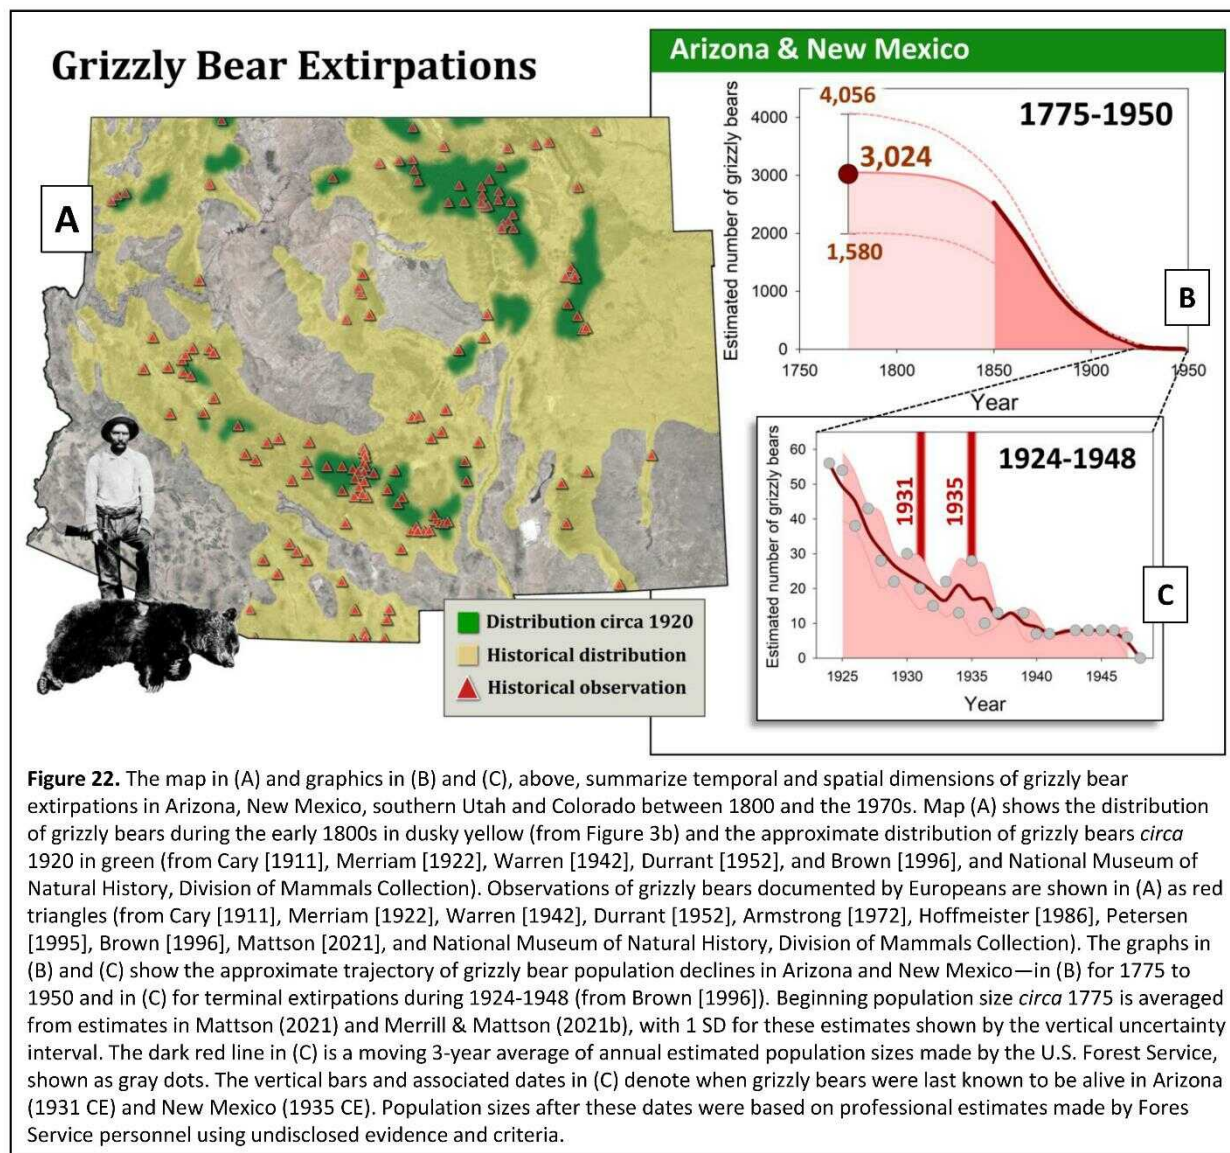 Grizzly Bear Extirpations
A
Distribution circa 1920
Historical distribution
Historical observation
Arizona & New Mexico
1775-1950
4,056
3,024
1,580
Estimated number of grizzly bears
4000
3000
2000
1000
0
1750
1800
1850
1900
1950
Year
B
1924-1948
Estimated number of grizzly bears
60
50
40
30
20
10
0
1931
1935
1925
1930
1935
1940
1945
Year
C
Figure 22. The map in (A) and graphics in (B) and (C), above, summarize temporal and spatial dimensions of grizzly bear
extirpations in Arizona, New Mexico, southern Utah and Colorado between 1800 and the 1970s. Map (A) shows the distribution
of grizzly bears during the early 1800s in dusky yellow (from Figure 3b) and the approximate distribution of grizzly bears circa
1920 in green (from Cary [1911], Merriam [1922], Warren [1942], Durrant [1952], and Brown [1996], and National Museum of
Natural History, Division of Mammals Collection). Observations of grizzly bears documented by Europeans are shown in (A) as red
triangles (from Cary [1911], Merriam [1922], Warren [1942], Durrant [1952], Armstrong [1972], Hoffmeister [1986], Petersen
[1995], Brown [1996], Mattson [2021], and National Museum of Natural History, Division of Mammals Collection). The graphs in
(B) and (C) show the approximate trajectory of grizzly bear population declines in Arizona and New Mexico—in (B) for 1775 to
1950 and in (C) for terminal extirpations during 1924-1948 (from Brown [1996]). Beginning population size circa 1775 is averaged
from estimates in Mattson (2021) and Merrill & Mattson (2021b), with 1 SD for these estimates shown by the vertical uncertainty
interval. The dark red line in (C) is a moving 3-year average of annual estimated population sizes made by the U.S. Forest Service,
shown as gray dots. The vertical bars and associated dates in (C) denote when grizzly bears were last known to be alive in Arizona
(1931 CE) and New Mexico (1935 CE). Population sizes after these dates were based on professional estimates made by Fores
Service personnel using undisclosed evidence and criteria.